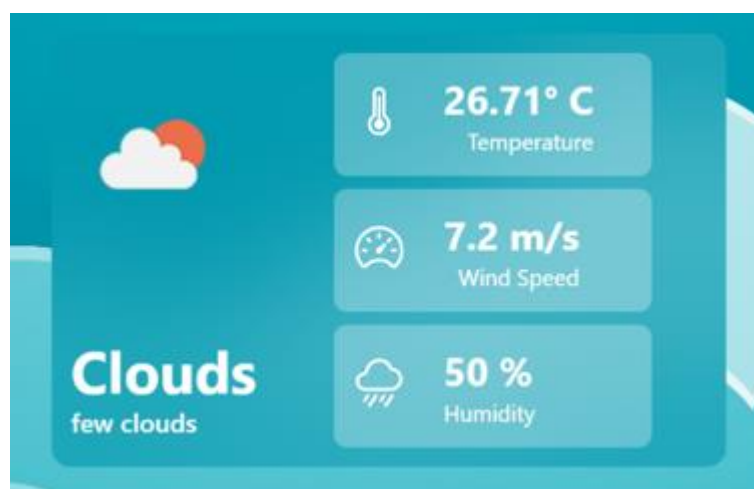 26.71° C
Temperature
7.2 m/s
Wind Speed
Clouds
few clouds
50 %
Humidity